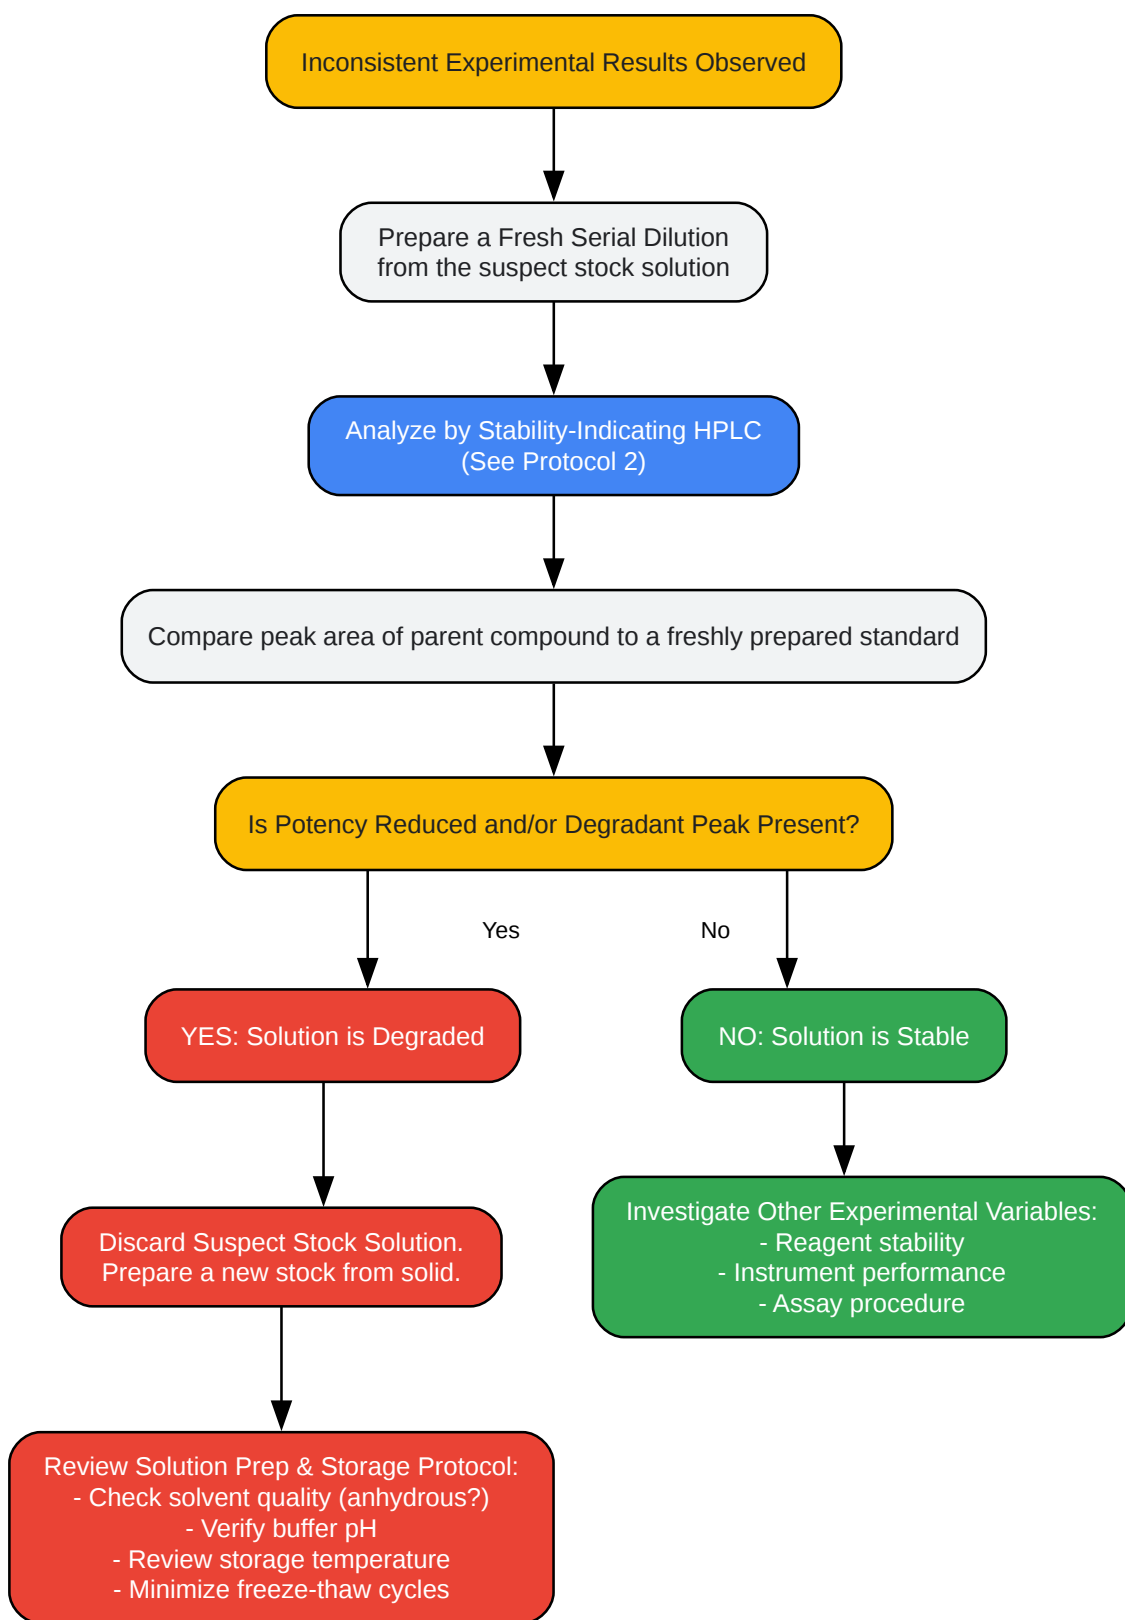 Inconsistent Experimental Results Observed
Prepare a Fresh Serial Dilution
from the suspect stock solution
Analyze by Stability-Indicating HPLC
(See Protocol 2)
Compare peak area of parent compound to a freshly prepared standard
Is Potency Reduced and/or Degradant Peak Present?
Yes
No
YES: Solution is Degraded
NO: Solution is Stable
Discard Suspect Stock Solution.
Prepare a new stock from solid.
Investigate Other Experimental Variables:
- Reagent stability
- Instrument performance
- Assay procedure
Review Solution Prep & Storage Protocol:
- Check solvent quality (anhydrous?)
- Verify buffer pH
- Review storage temperature
- Minimize freeze-thaw cycles